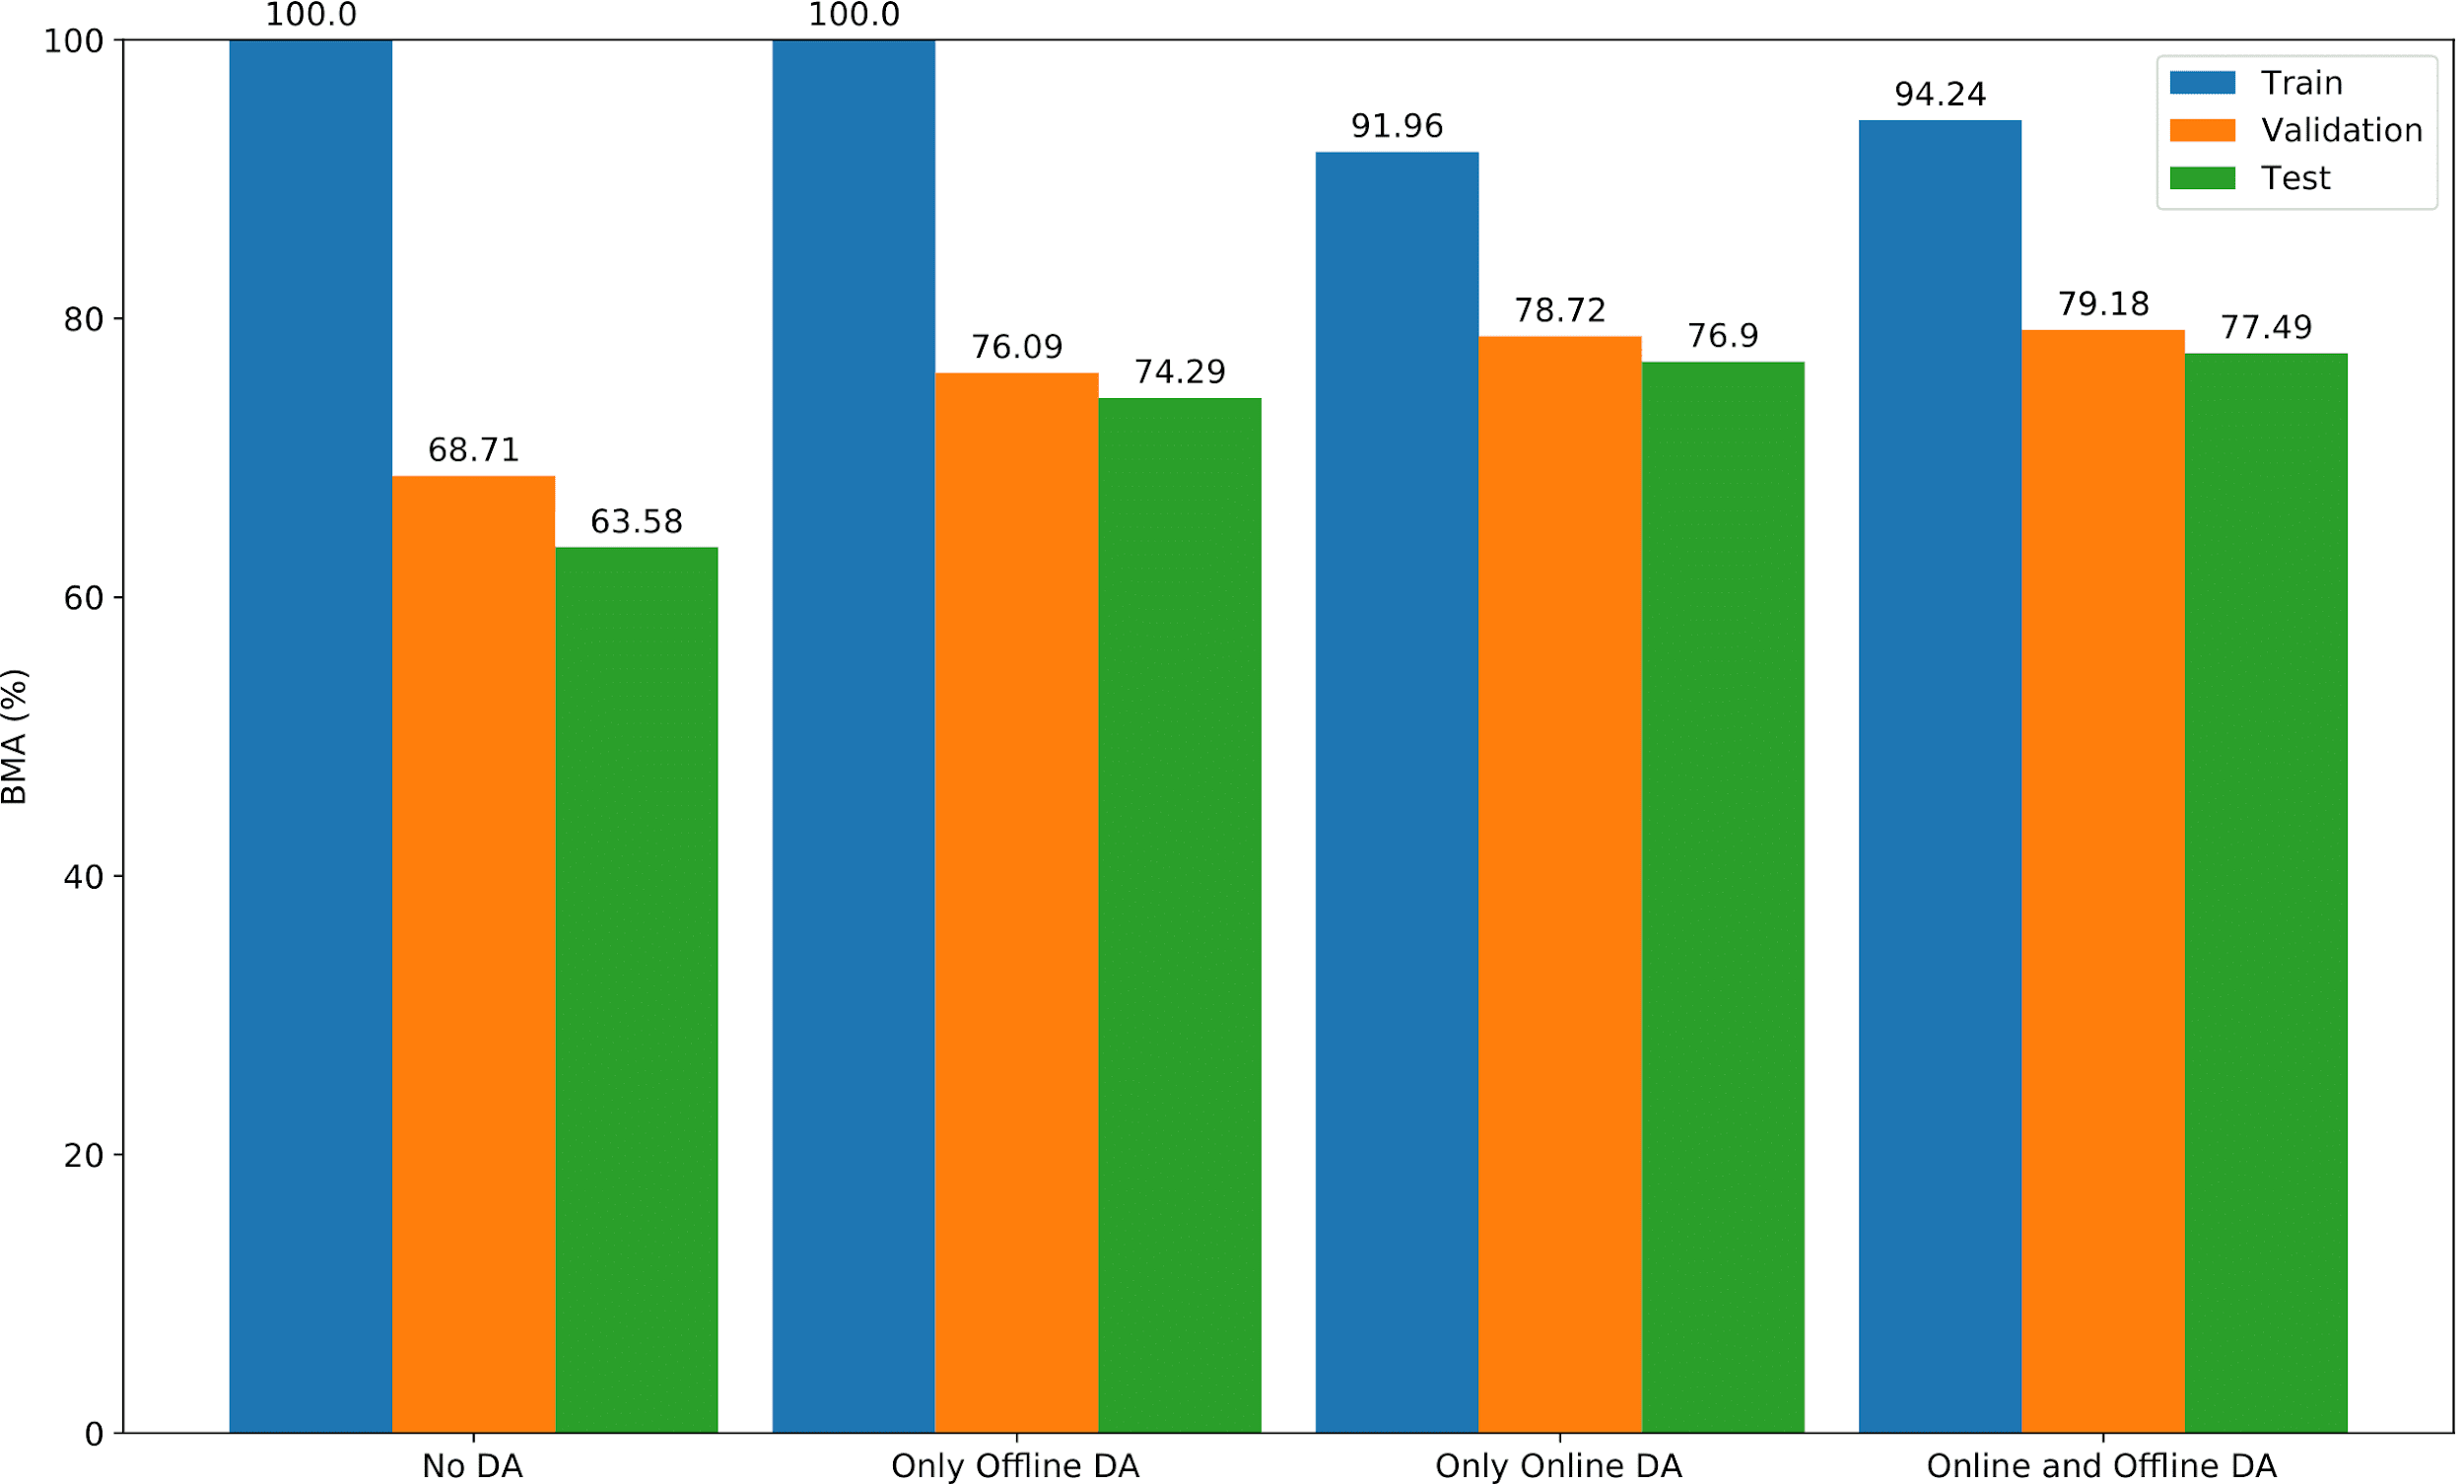 100.0
100.0
100
Train
94.24
Validation
91.96
Test
80
78.72
79.18
76.9
77.49
76.09
74.29
68.71
63.58
60
BMA (%)
40
20
0
No DA
Only Offline DA
Only Online DA
Online and Offline DA